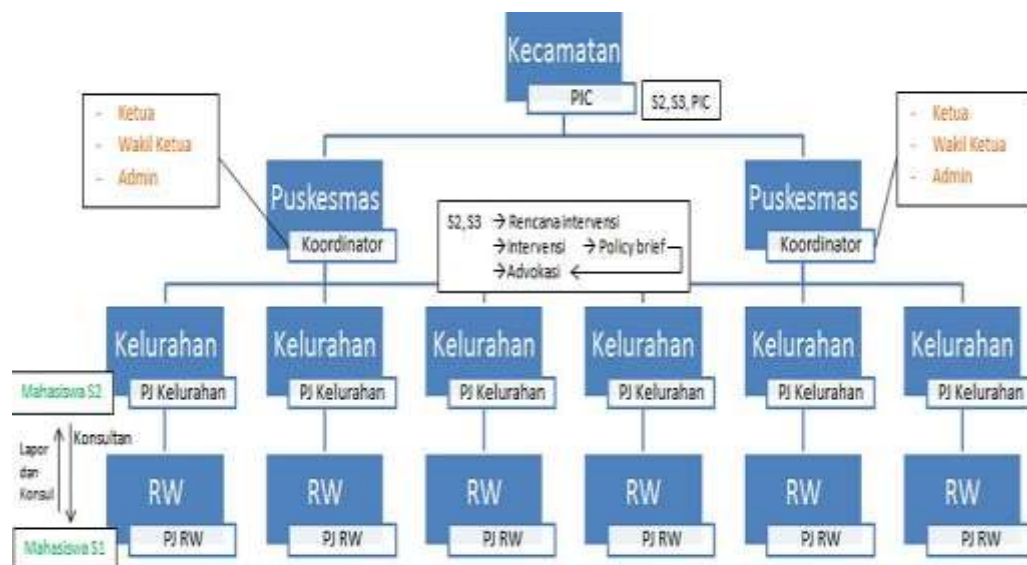 Kecamatan
PIC
S2, S3, PIC
- Ketua
- Wakil Ketua
- Admin
- Ketua
- Wakil Ketua
- Admin
Puskesmas
Koordinator
Puskesmas
Koordinator
S2, S3 → Rencana intervensi
→ Intervensi → Policy brief
→ Advokasi ←
Kelurahan
PJ Kelurahan
Kelurahan
PJ Kelurahan
Kelurahan
PJ Kelurahan
Kelurahan
PJ Kelurahan
Kelurahan
PJ Kelurahan
Kelurahan
PJ Kelurahan
Mahasiswa S2
Konsultan
Lapor
dan
Konsul
Mahasiswa S1
RW
PJ RW
RW
PJ RW
RW
PJ RW
RW
PJ RW
RW
PJ RW
RW
PJ RW